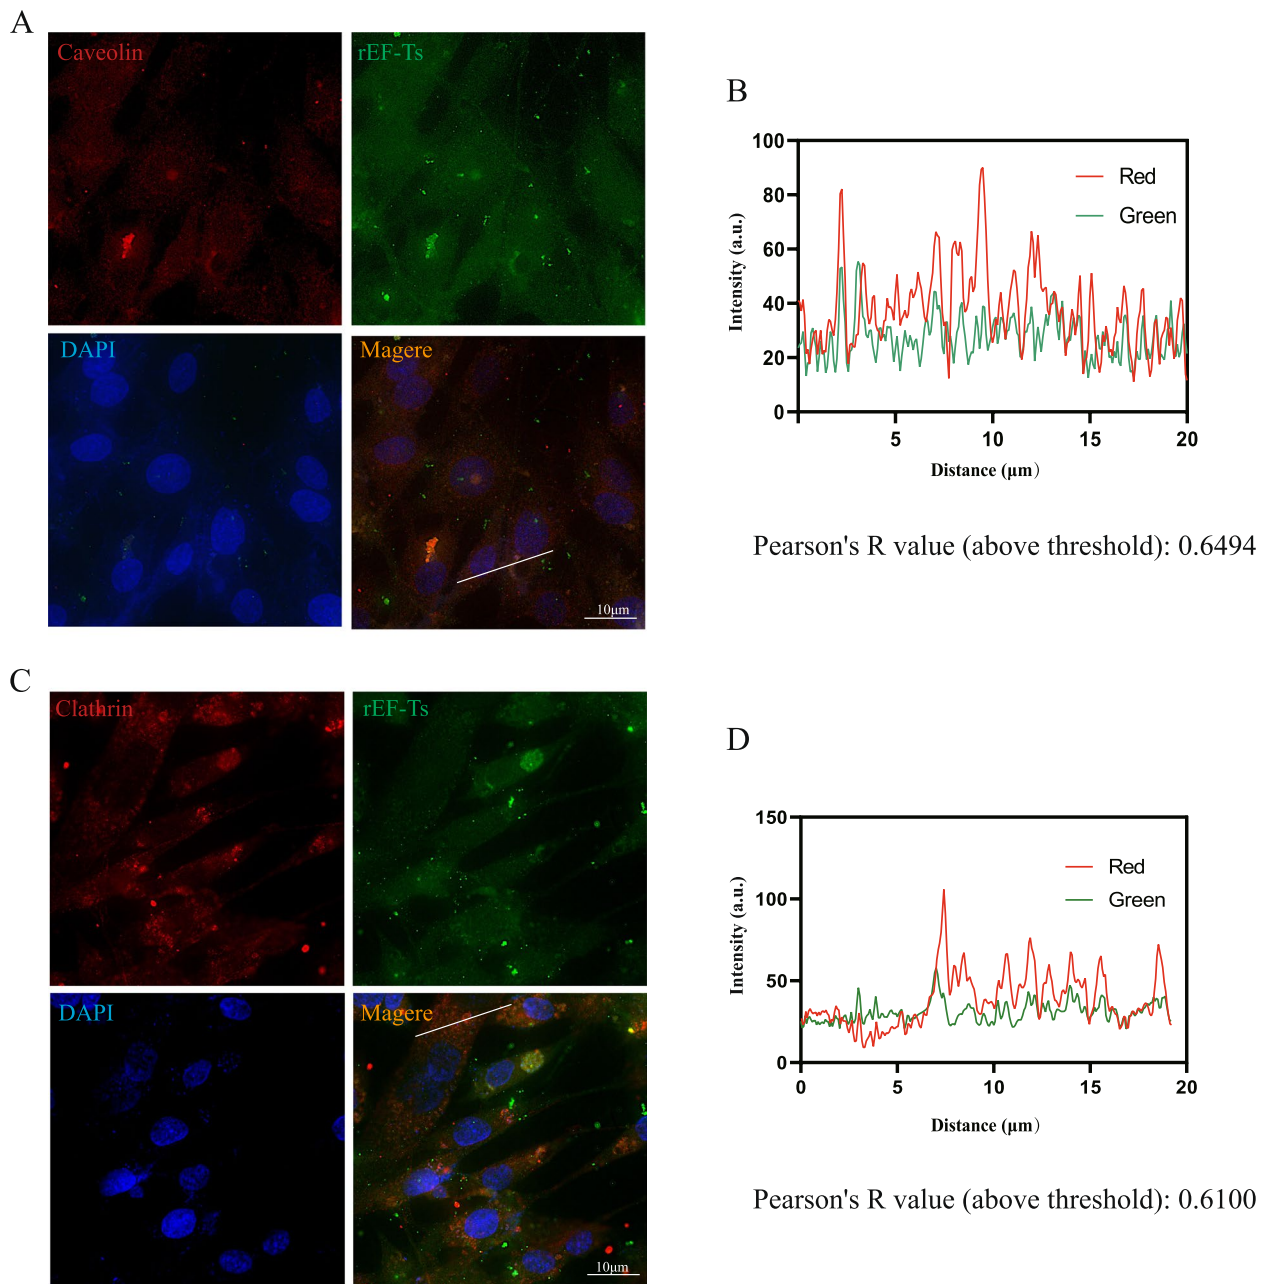 A
Caveolin
rEF-Ts
DAPI
Magere
10μm
B
100
80
60
40
20
0
Intensity (a.u.)
Red
Green
5
10
15
20
Distance (μm)
Pearson's R value (above threshold): 0.6494
C
Clathrin
rEF-Ts
DAPI
Magere
10μm
D
150
100
50
0
Intensity (a.u.)
Red
Green
0
5
10
15
20
Distance (μm)
Pearson's R value (above threshold): 0.6100